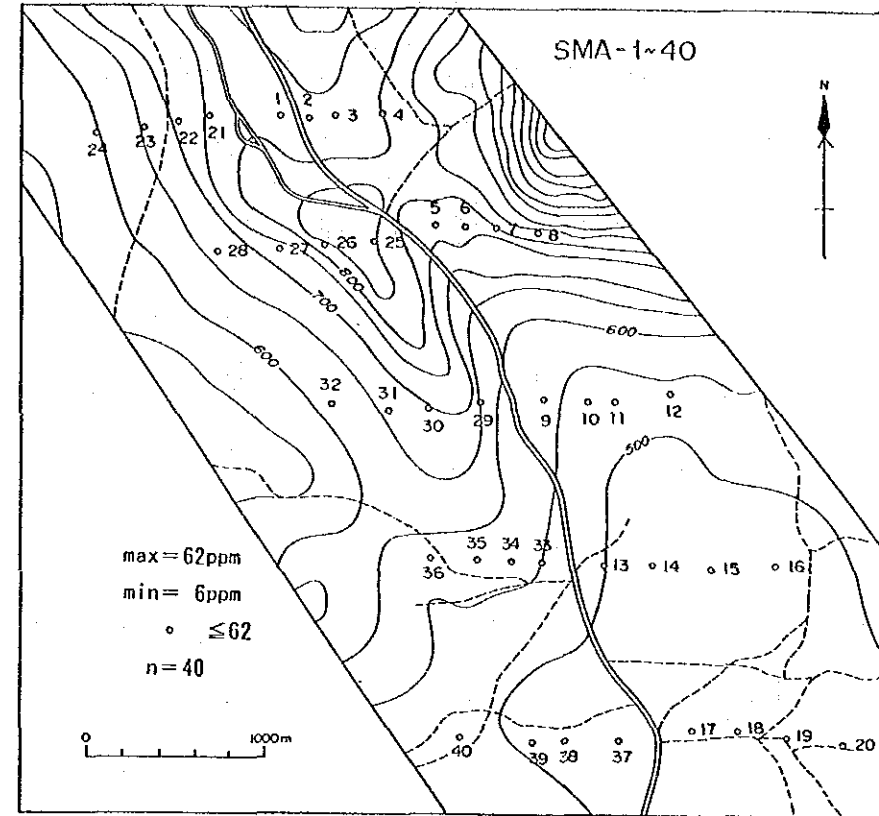 SMA-1~40
N
1 2 3 4
21 22 23 24
5 6 7 8
28 27 26 25
800
700
600
600
32 31 30 29 9 10 11 12
500
36 35 34 33 13 14 15 16
max=62ppm
min= 6ppm
≦62
n=40
0 1000m
40 39 38 37 17 18 19 20